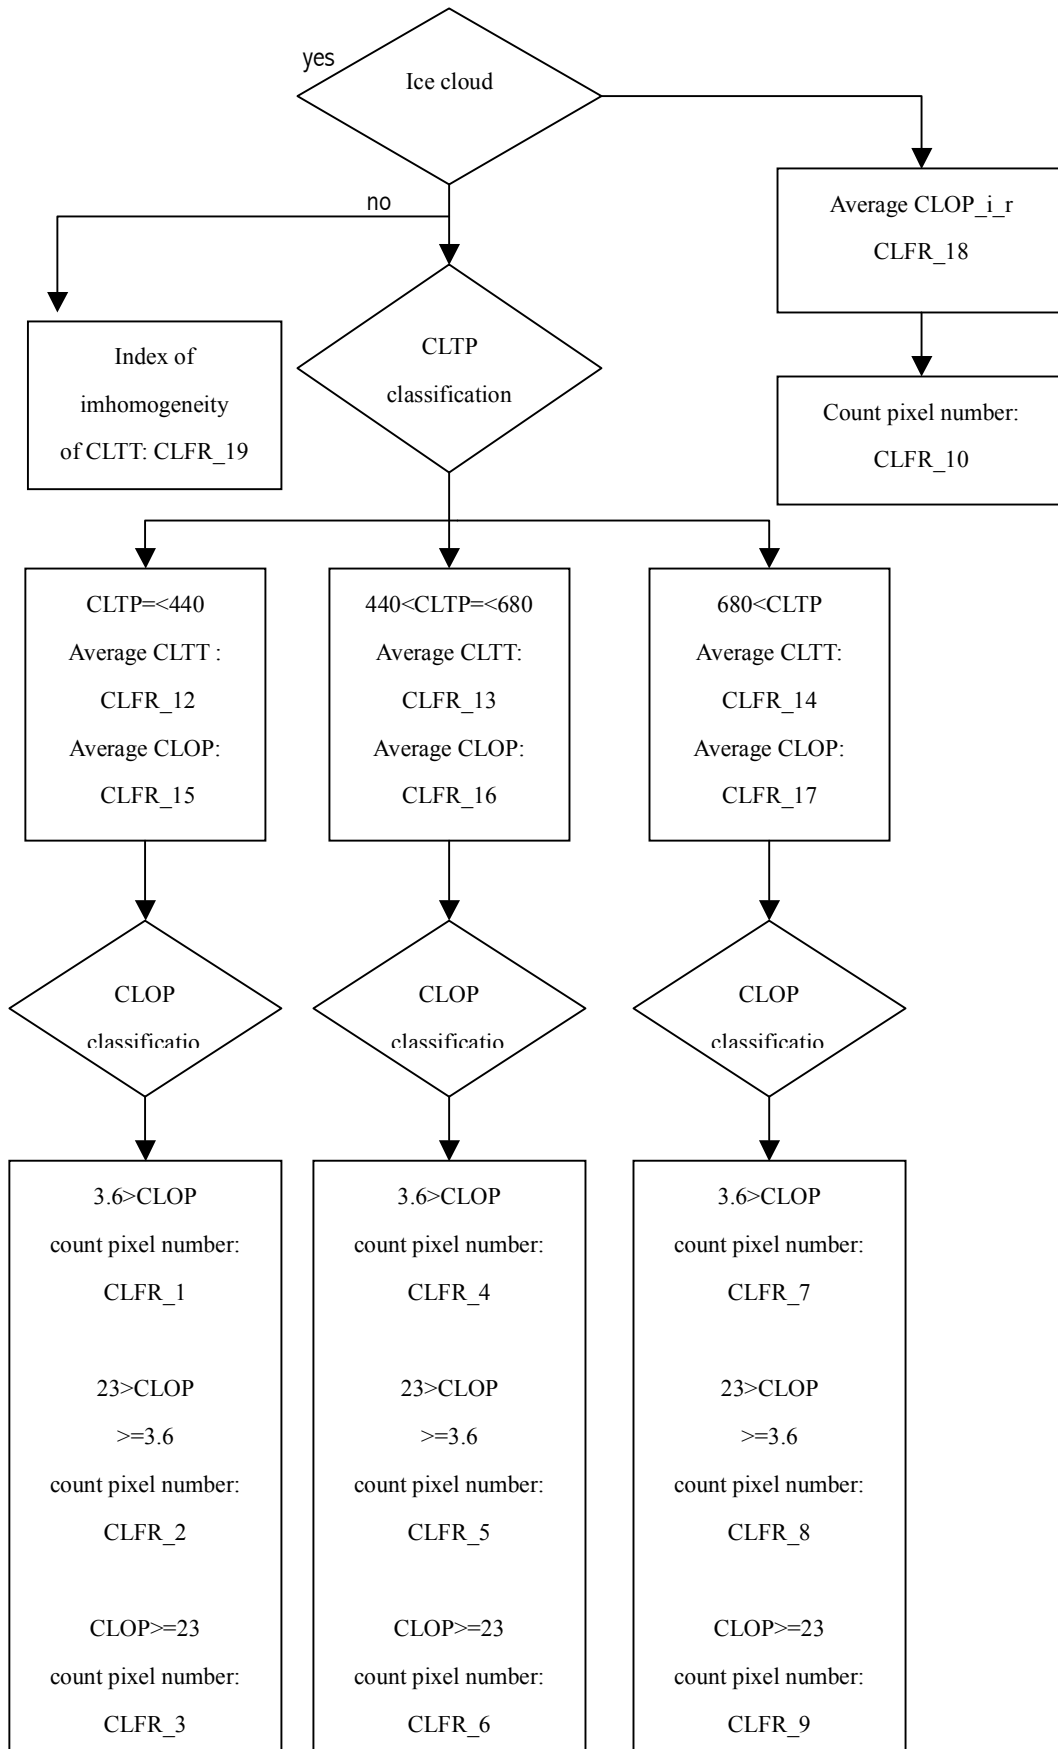 yes
Ice cloud
no
Average CLOP_i_r
CLFR_18
Count pixel number:
CLFR_10
Index of
imhomogeneity
of CLTT: CLFR_19
CLTP
classification
CLTP=<440
Average CLTT :
CLFR_12
Average CLOP:
CLFR_15
440<CLTP=<680
Average CLTT:
CLFR_13
Average CLOP:
CLFR_16
680<CLTP
Average CLTT:
CLFR_14
Average CLOP:
CLFR_17
CLOP
classificatio
CLOP
classificatio
CLOP
classificatio
3.6>CLOP
count pixel number:
CLFR_1
23>CLOP
>=3.6
count pixel number:
CLFR_2
CLOP>=23
count pixel number:
CLFR_3
3.6>CLOP
count pixel number:
CLFR_4
23>CLOP
>=3.6
count pixel number:
CLFR_5
CLOP>=23
count pixel number:
CLFR_6
3.6>CLOP
count pixel number:
CLFR_7
23>CLOP
>=3.6
count pixel number:
CLFR_8
CLOP>=23
count pixel number:
CLFR_9